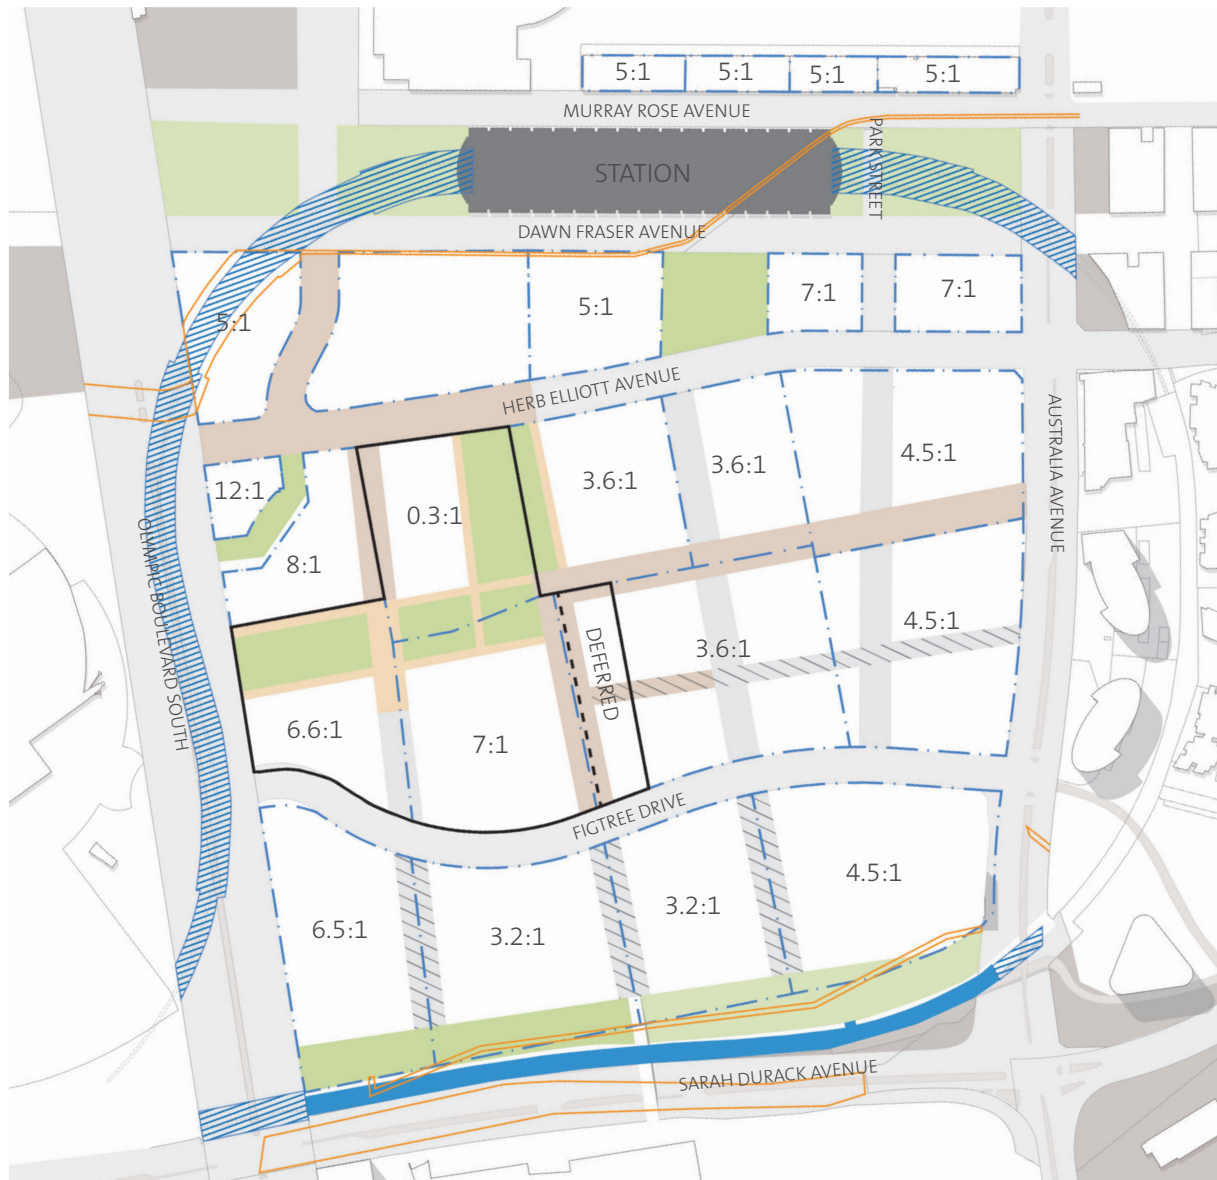 5:1
5:1
5:1
5:1
MURRAY ROSE AVENUE
PARK STREET
STATION
DAWN FRASER AVENUE
7:1
7:1
5:1
5:1
HERB ELLIOTT AVENUE
AUSTRALIA AVENUE
3.6:1
3.6:1
4.5:1
12:1
0.3:1
8:1
OLYMPIC BOULEVARD SOUTH
DEFERRED
3.6:1
4.5:1
6.6:1
7:1
FIGTREE DRIVE
6.5:1
3.2:1
3.2:1
4.5:1
SARAH DURACK AVENUE